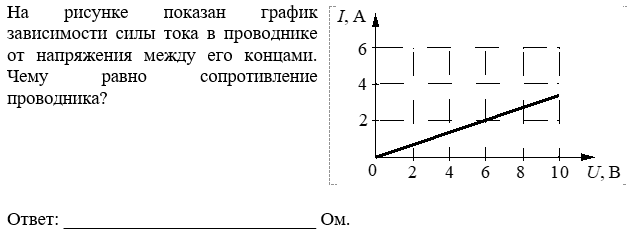 На рисунке показан график
зависимости силы тока в проводнике
от напряжения между его концами.
Чему равно сопротивление
проводника?
I, А
6
4
2
0 2 4 6 8 10 U, В
Ответ: ____________________________ Ом.